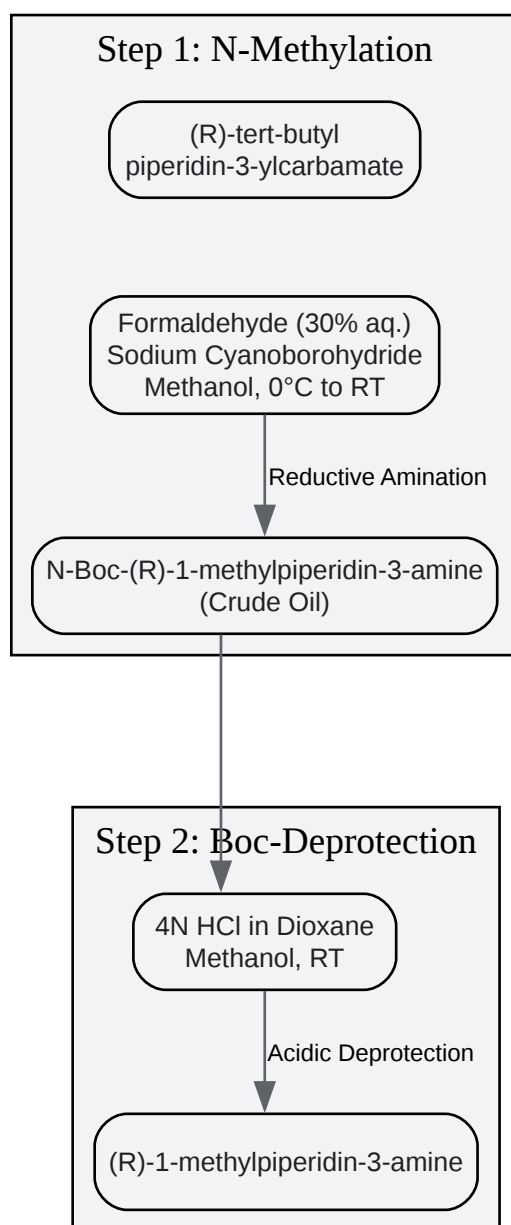 Step 1: N-Methylation
(R)-tert-butyl
piperidin-3-ylcarbamate
Formaldehyde (30% aq.)
Sodium Cyanoborohydride
Methanol, 0°C to RT
Reductive Amination
N-Boc-(R)-1-methylpiperidin-3-amine
(Crude Oil)
Step 2: Boc-Deprotection
4N HCl in Dioxane
Methanol, RT
Acidic Deprotection
(R)-1-methylpiperidin-3-amine